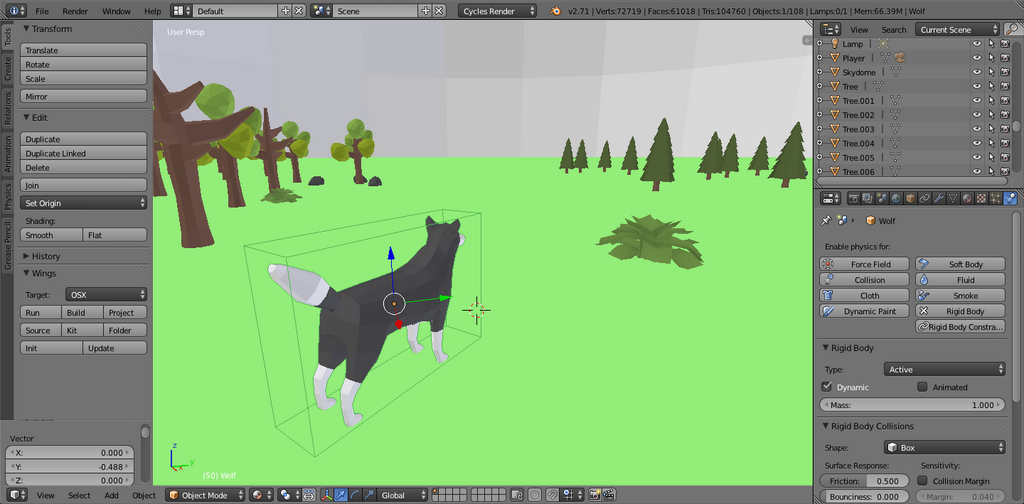 File Render Window Help Default Scene Cycles Render v2.71 | Verts:72719 | Faces:61018 | Tris:104760 | Objects:1/108 | Lamps:0/1 | Mem:66.39M | Wolf
Tools
Create
Relations
Animation
Physics
Grease Pencil
Transform
Translate
Rotate
Scale
Mirror
Edit
Duplicate
Duplicate Linked
Delete
Join
Set Origin
Shading:
Smooth Flat
History
Wings
Target: OSX
Run Build Project
Source Kit Folder
Init Update
Vector
X: 0.000
Y: -0.488
Z: 0.000
User Persp
z
y
(50) Wolf
View Select Add Object Object Mode Global
View Search Current Scene
Lamp
Player
Skydome
Tree
Tree.001
Tree.002
Tree.003
Tree.004
Tree.005
Tree.006
Wolf
Enable physics for:
Force Field Soft Body
Collision Fluid
Cloth Smoke
Dynamic Paint Rigid Body
Rigid Body Constra...
Rigid Body
Type: Active
Dynamic Animated
Mass: 1.000
Rigid Body Collisions
Shape: Box
Surface Response: Sensitivity:
Friction: 0.500 Collision Margin
Bounciness: 0.000 Margin: 0.040